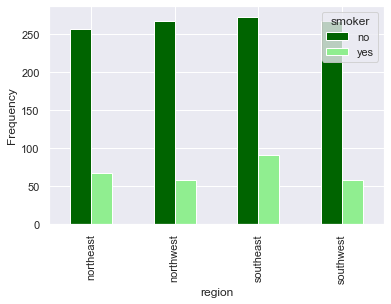 smoker
no
yes
250
200
150
100
50
0
Frequency
northeast
northwest
southeast
southwest
region